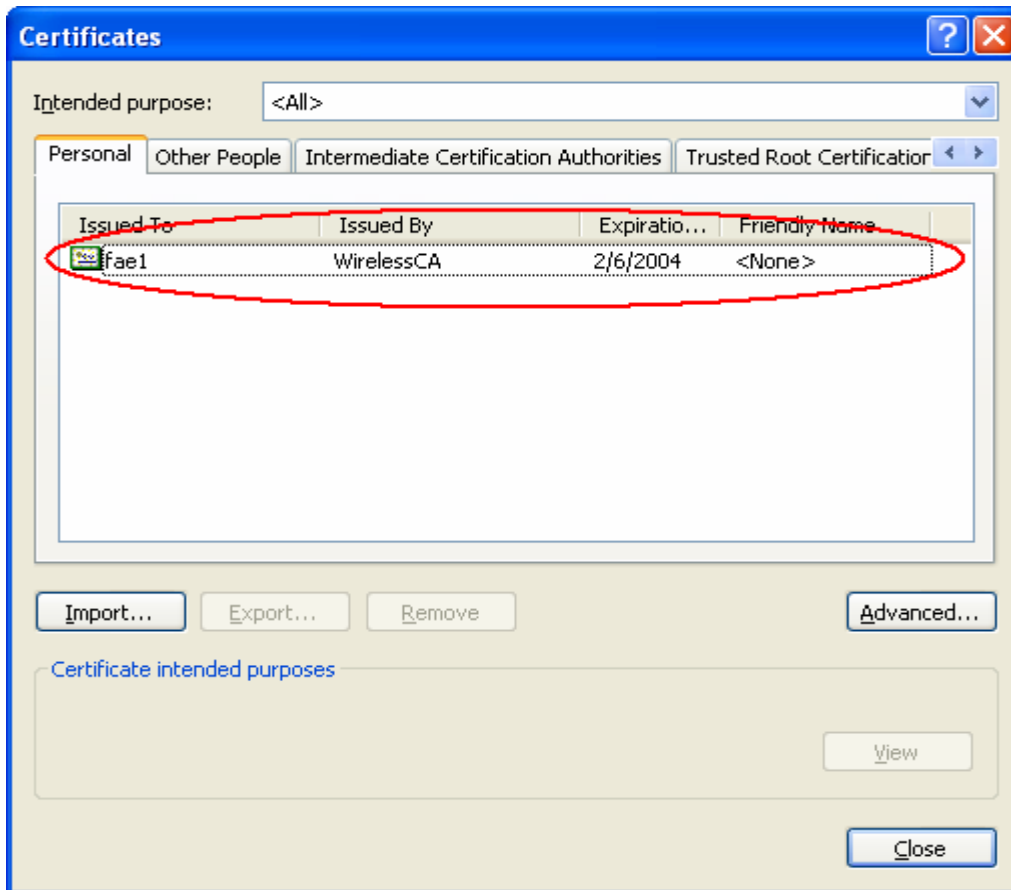 Certificates
Intended purpose: <All>
Personal Other People Intermediate Certification Authorities Trusted Root Certification
Issued To Issued By Expiratio... Friendly Name
fae1 WirelessCA 2/6/2004 <None>
Import... Export... Remove Advanced...
Certificate intended purposes
View
Close